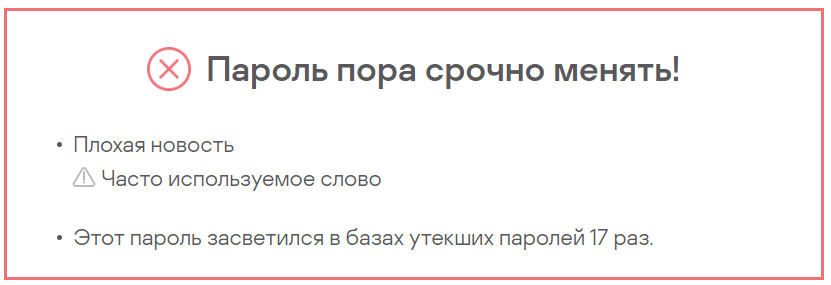 Пароль пора срочно менять!
• Плохая новость
Часто используемое слово
• Этот пароль засветился в базах утекших паролей 17 раз.